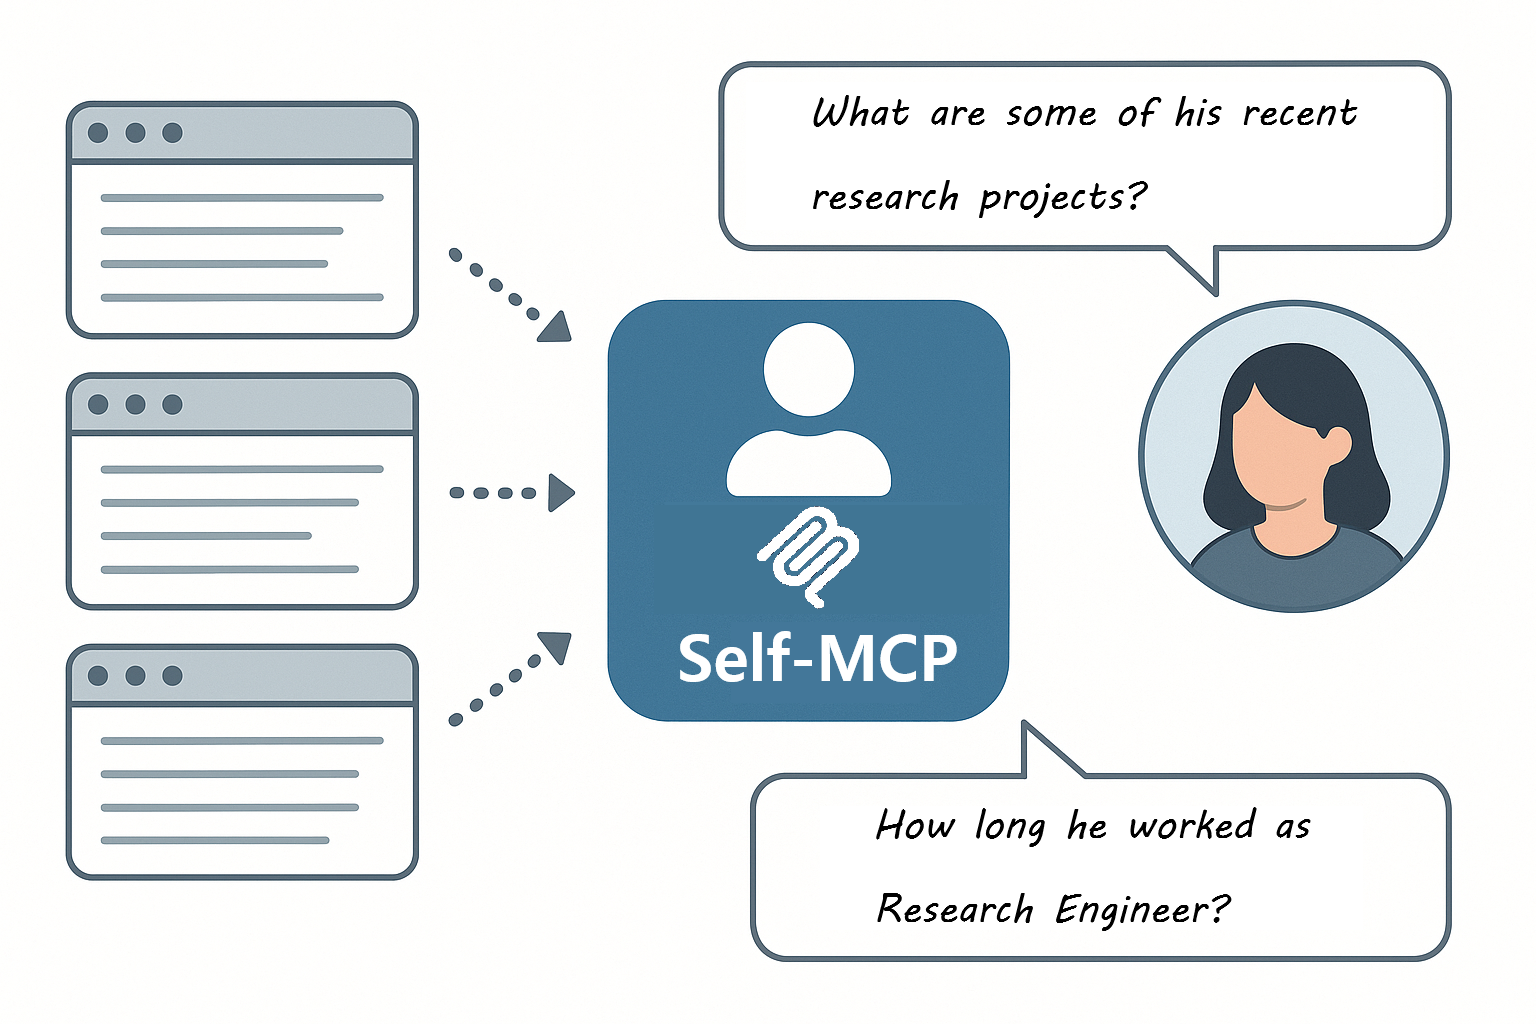 What are some of his recent
research projects?
Self-MCP
How long he worked as
Research Engineer?